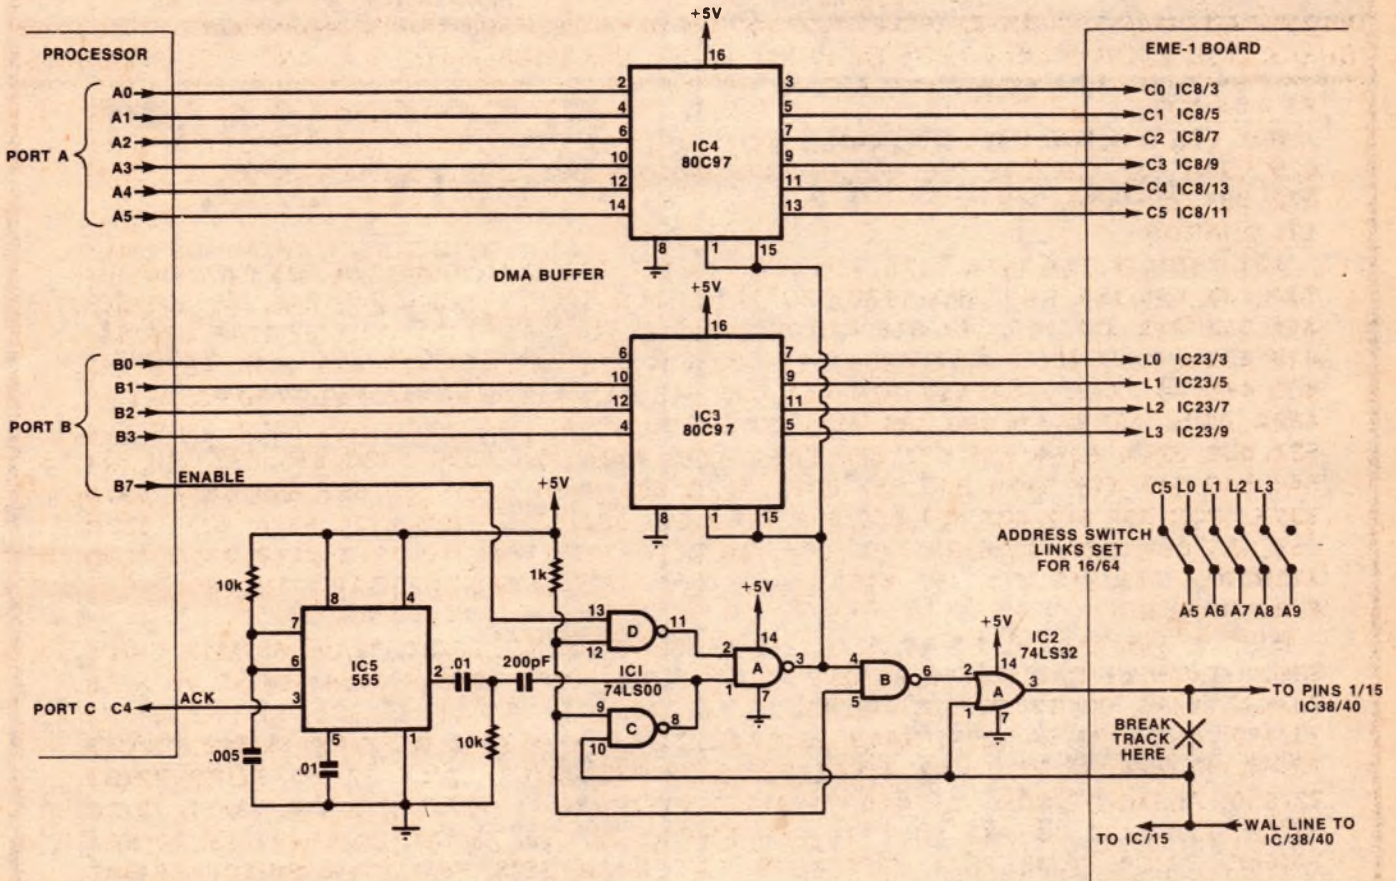 +5V
PROCESSOR
EME-1 BOARD
16
PORT A
A0
A1
A2
A3
A4
A5
2
4
6
10
12
14
IC4
80C97
3
5
7
9
11
13
8
1
15
C0 IC8/3
C1 IC8/5
C2 IC8/7
C3 IC8/9
C4 IC8/13
C5 IC8/11
DMA BUFFER
+5V
16
PORT B
B0
B1
B2
B3
B7
ENABLE
6
10
12
4
IC3
80C97
7
9
11
5
8
1
15
L0 IC23/3
L1 IC23/5
L2 IC23/7
L3 IC23/9
C5 L0 L1 L2 L3
ADDRESS SWITCH
LINKS SET
FOR 16/64
A5 A6 A7 A8 A9
+5V
10k
1k
8
4
7
6
3
IC5
555
2
5
1
.01
200pF
10k
.005
.01
PORT C C4
ACK
13
12
D
11
IC1
74LS00
9
10
C
8
+5V
14
2
1
A
3
7
4
5
B
6
+5V
IC2
74LS32
14
2
1
A
3
7
TO PINS 1/15
IC38/40
BREAK
TRACK
HERE
TO IC/15
WAL LINE TO
IC/38/40